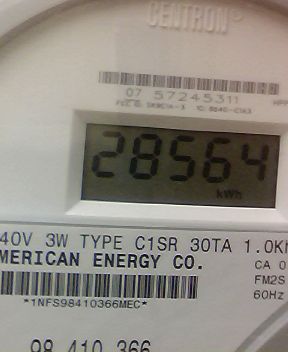 CENTRON®
07 57245311
28564
kWh
40V 3W TYPE C1SR 30TA 1.0Kh
MERICAN ENERGY CO.
CA 0
FM2S
60Hz
*1NFS98410366MEC*
98 410 366